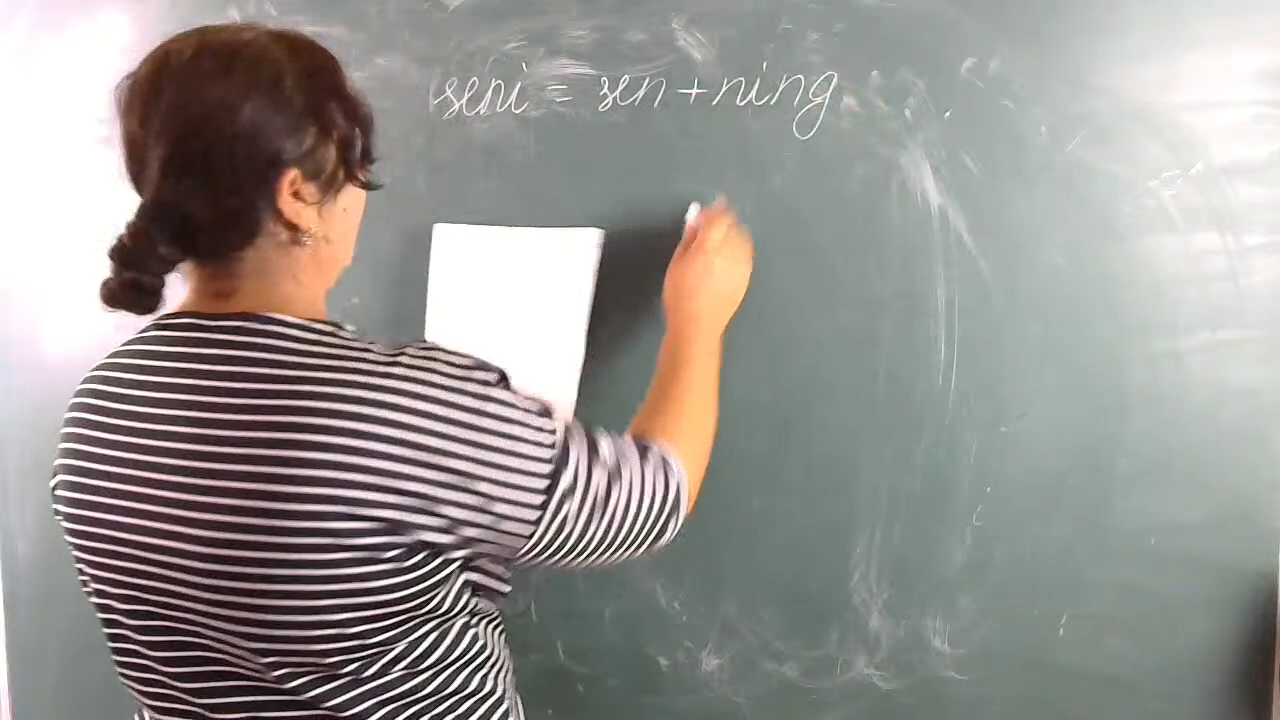 seni = sen + ning